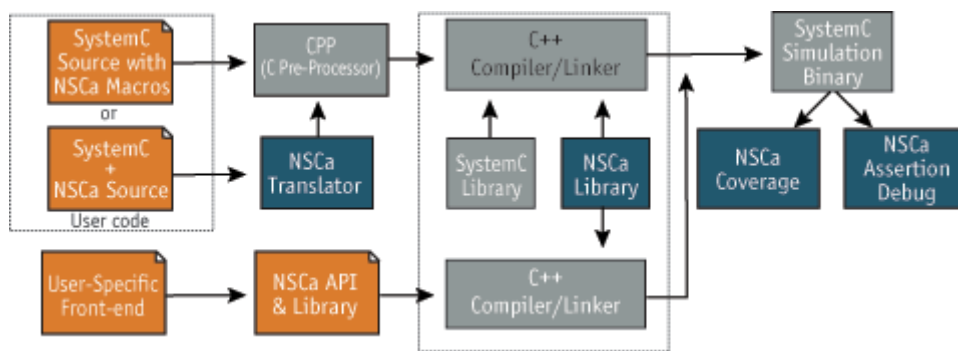 SystemC
Source with
NSCa Macros
or
SystemC
+
NSCa Source
User code
CPP
(C Pre-Processor)
NSCa
Translator
C++
Compiler/Linker
SystemC
Library
NSCa
Library
SystemC
Simulation
Binary
NSCa
Coverage
NSCa
Assertion
Debug
User-Specific
Front-end
NSCa API
& Library
C++
Compiler/Linker